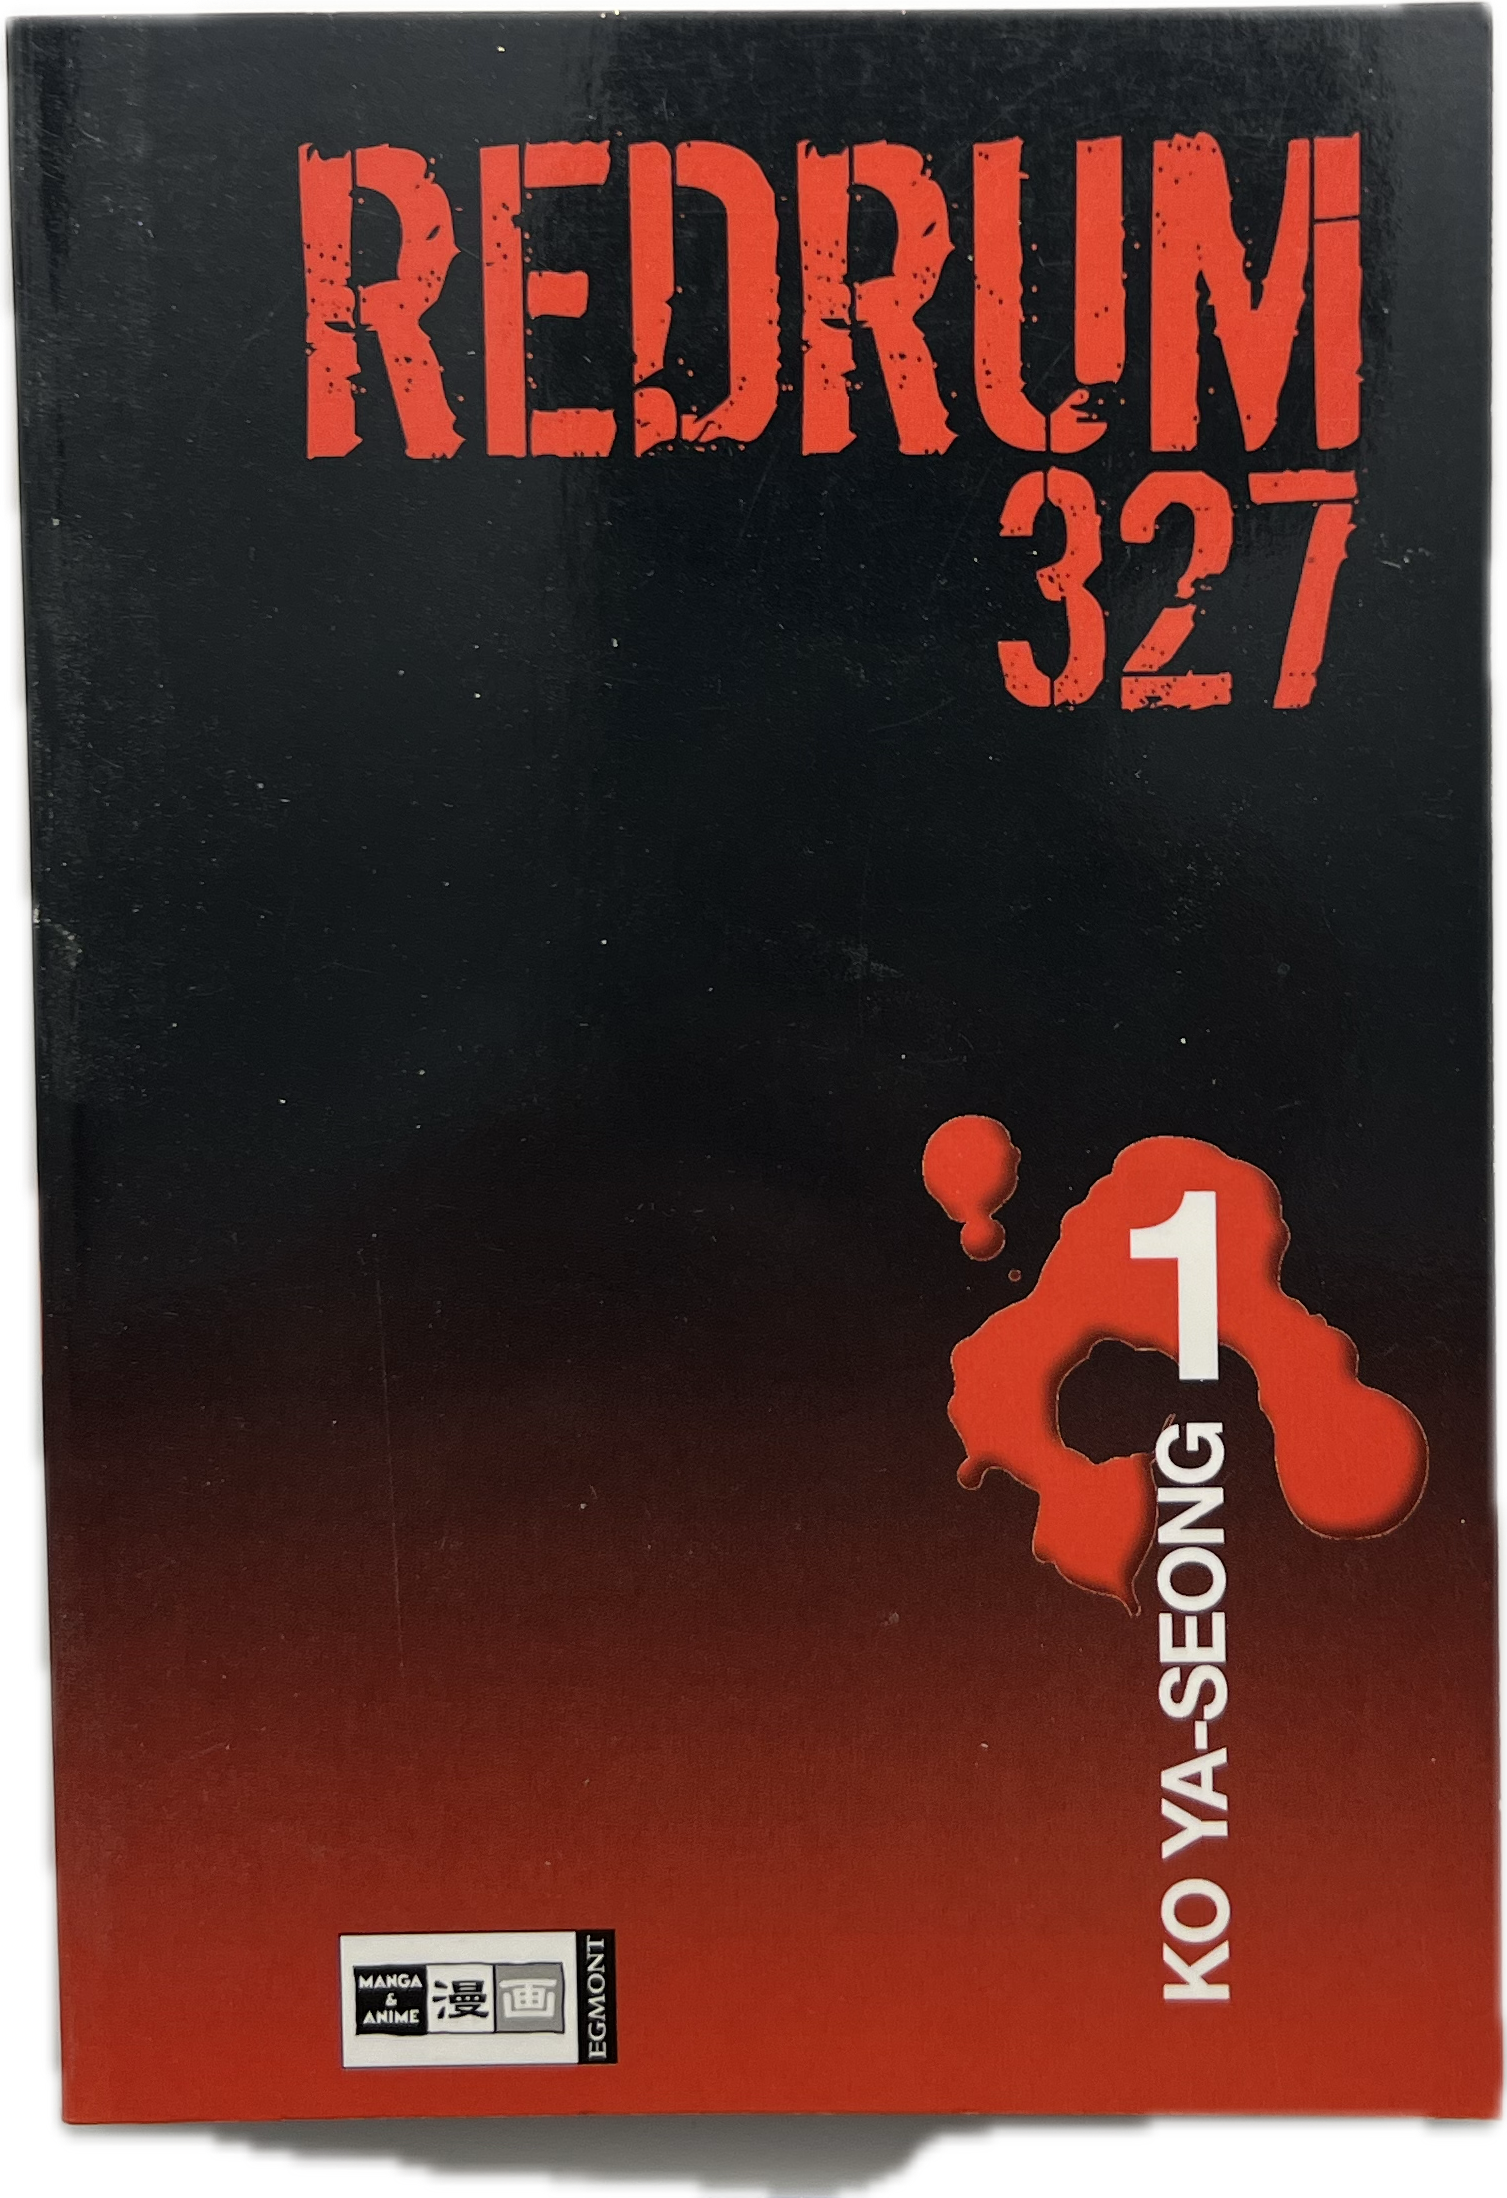 REDRUM
327
1
KO YA-SEONG
MANGA
&
ANIME
漫画
EGMONT